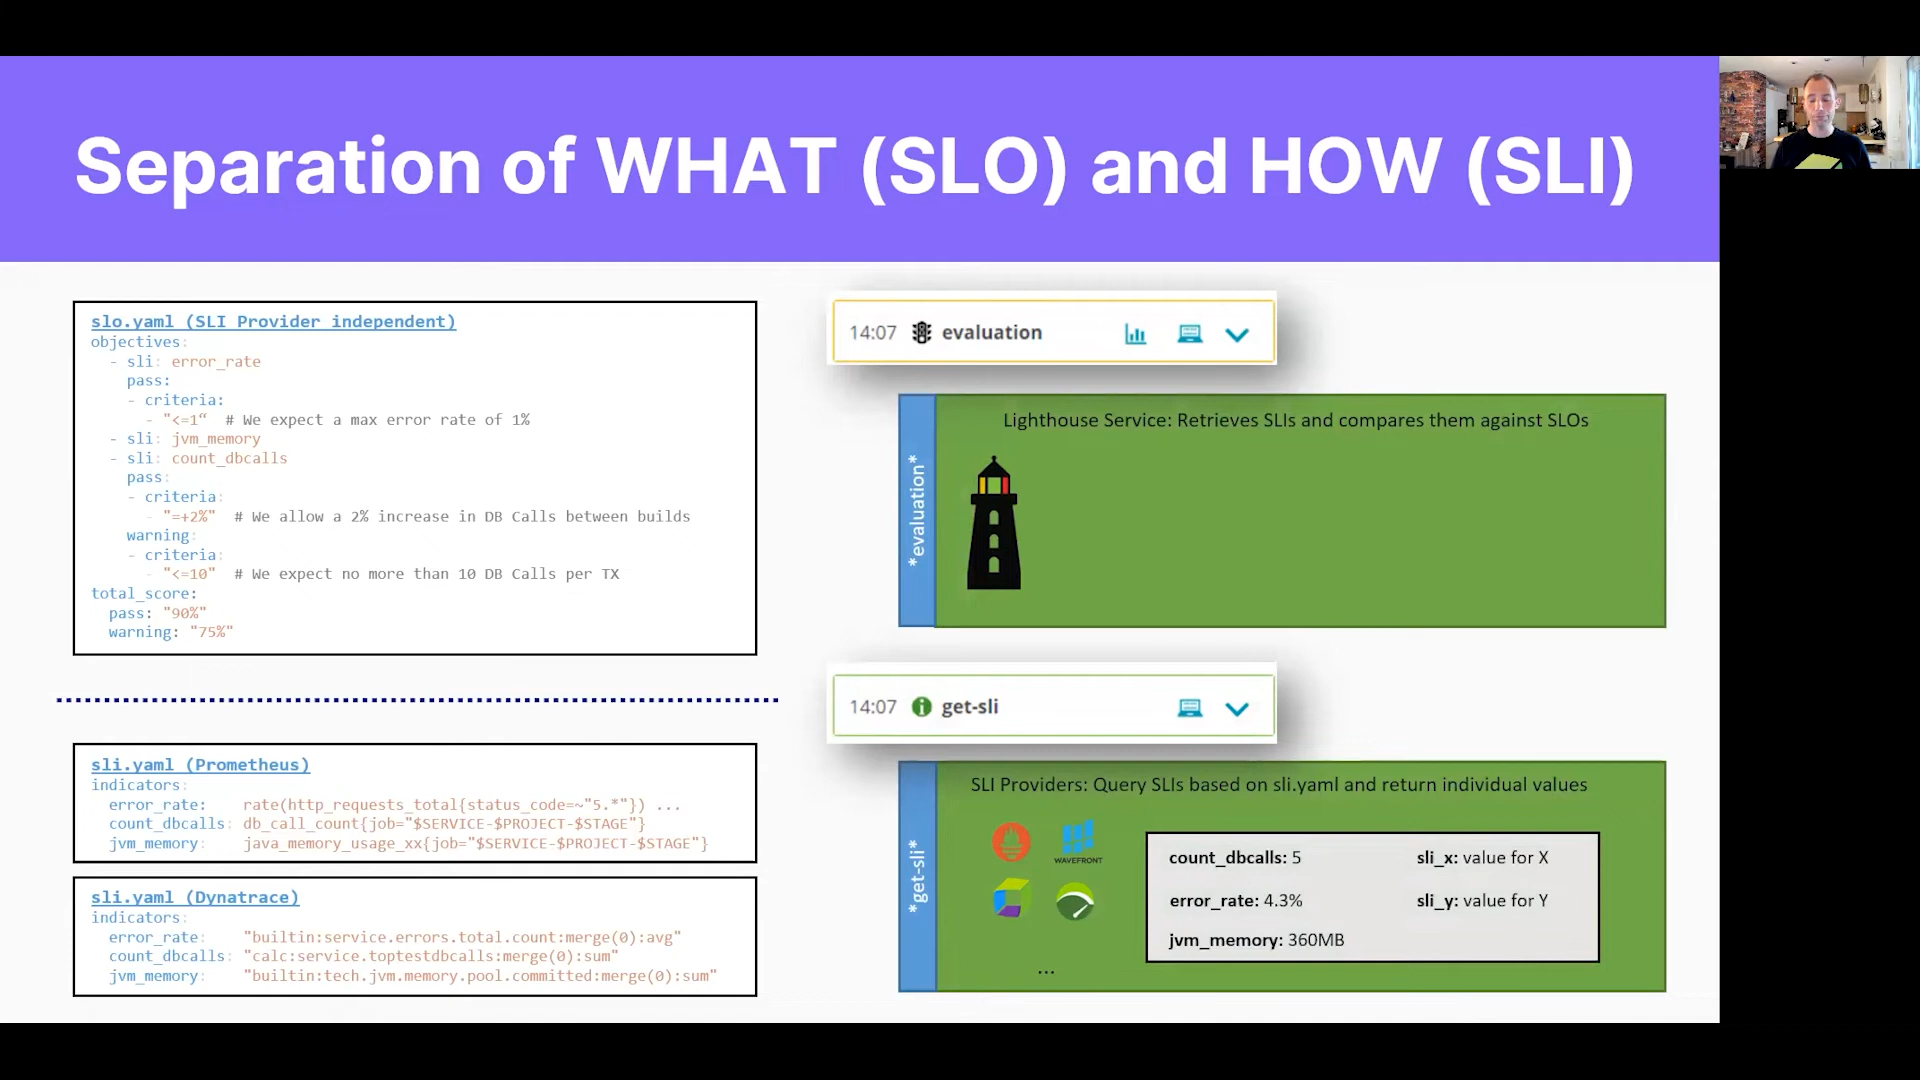 Separation of WHAT (SLO) and HOW (SLI)
slo.yaml (SLI Provider independent)
objectives:
- sli: error_rate
pass:
- criteria:
- "<=1“ # We expect a max error rate of 1%
- sli: jvm_memory
- sli: count_dbcalls
pass:
- criteria:
- "=+2%" # We allow a 2% increase in DB Calls between builds
warning:
- criteria:
- "<=10" # We expect no more than 10 DB Calls per TX
total_score:
pass: "90%"
warning: "75%"
sli.yaml (Prometheus)
indicators:
error_rate: rate(http_requests_total{status_code=~"5.*"}) ...
count_dbcalls: db_call_count{job="$SERVICE-$PROJECT-$STAGE"}
jvm_memory: java_memory_usage_xx{job="$SERVICE-$PROJECT-$STAGE"}
sli.yaml (Dynatrace)
indicators:
error_rate: "builtin:service.errors.total.count:merge(0):avg"
count_dbcalls: "calc:service.toptestdbcalls:merge(0):sum"
jvm_memory: "builtin:tech.jvm.memory.pool.committed:merge(0):sum"
14:07 evaluation
*evaluation*
Lighthouse Service: Retrieves SLIs and compares them against SLOs
14:07 get-sli
*get-sli*
SLI Providers: Query SLIs based on sli.yaml and return individual values
WAVEFRONT
...
count_dbcalls: 5 sli_x: value for X
error_rate: 4.3% sli_y: value for Y
jvm_memory: 360MB